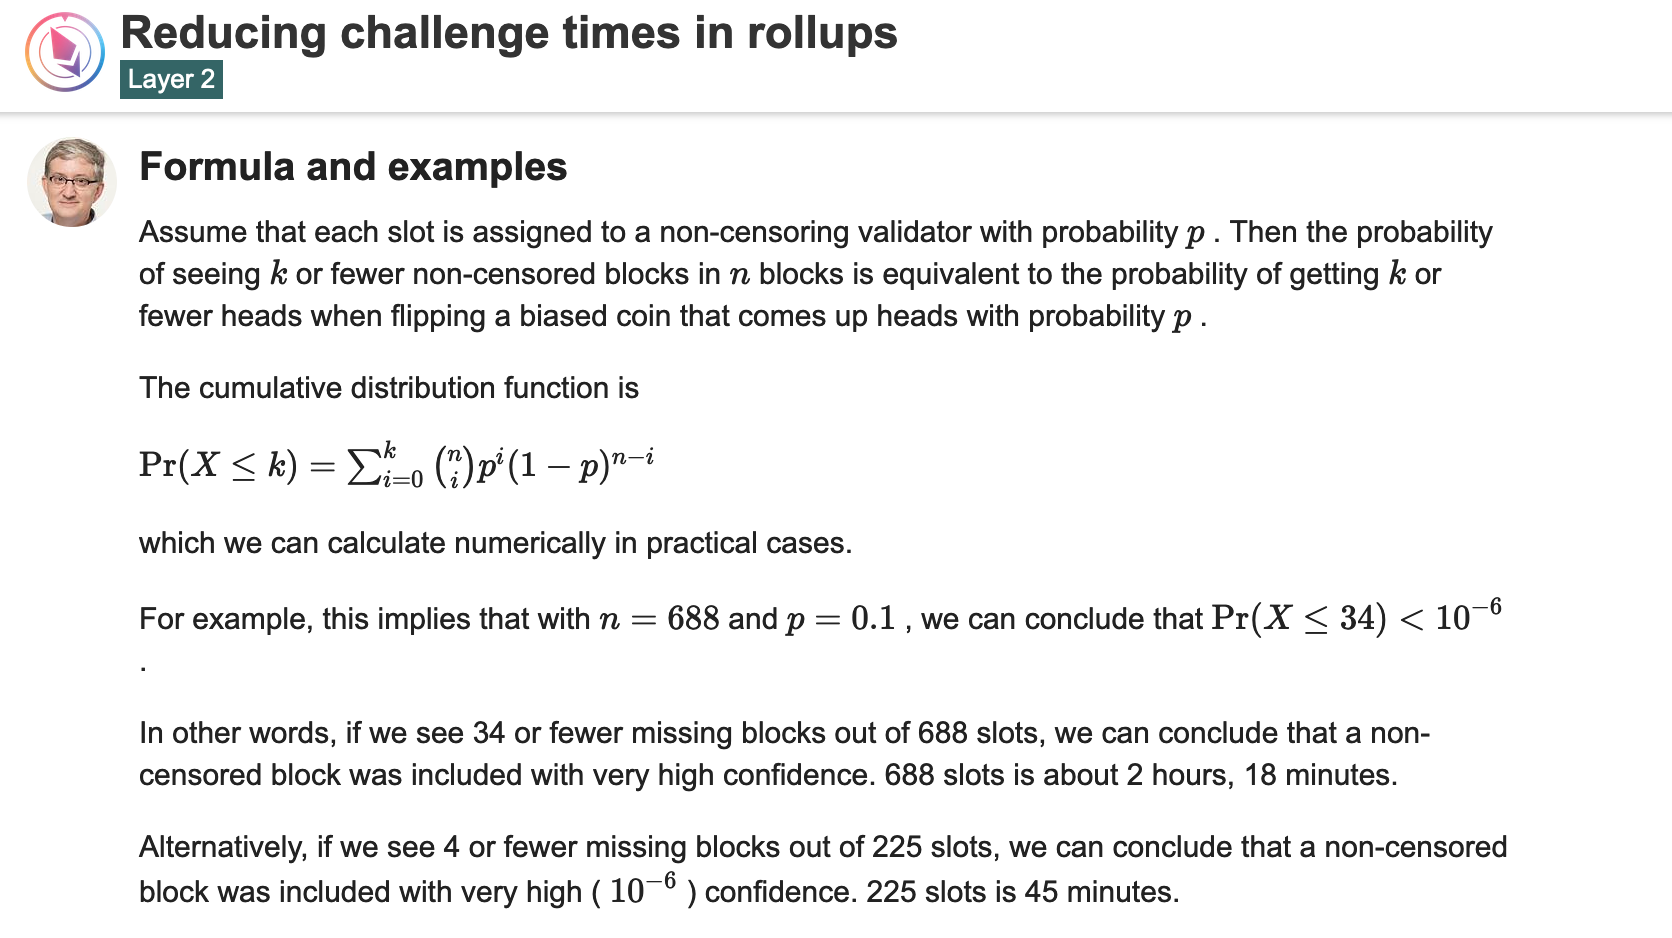 Reducing challenge times in rollups
Layer 2
Formula and examples
Assume that each slot is assigned to a non-censoring validator with probability p . Then the probability
of seeing k or fewer non-censored blocks in n blocks is equivalent to the probability of getting k or
fewer heads when flipping a biased coin that comes up heads with probability p .
The cumulative distribution function is
Pr(X ≤ k) = ∑_{i=0}^{k} \binom{n}{i} p^i (1 − p)^{n−i}
which we can calculate numerically in practical cases.
For example, this implies that with n = 688 and p = 0.1 , we can conclude that Pr(X ≤ 34) < 10^{−6}
.
In other words, if we see 34 or fewer missing blocks out of 688 slots, we can conclude that a non-
censored block was included with very high confidence. 688 slots is about 2 hours, 18 minutes.
Alternatively, if we see 4 or fewer missing blocks out of 225 slots, we can conclude that a non-censored
block was included with very high ( 10^{−6} ) confidence. 225 slots is 45 minutes.